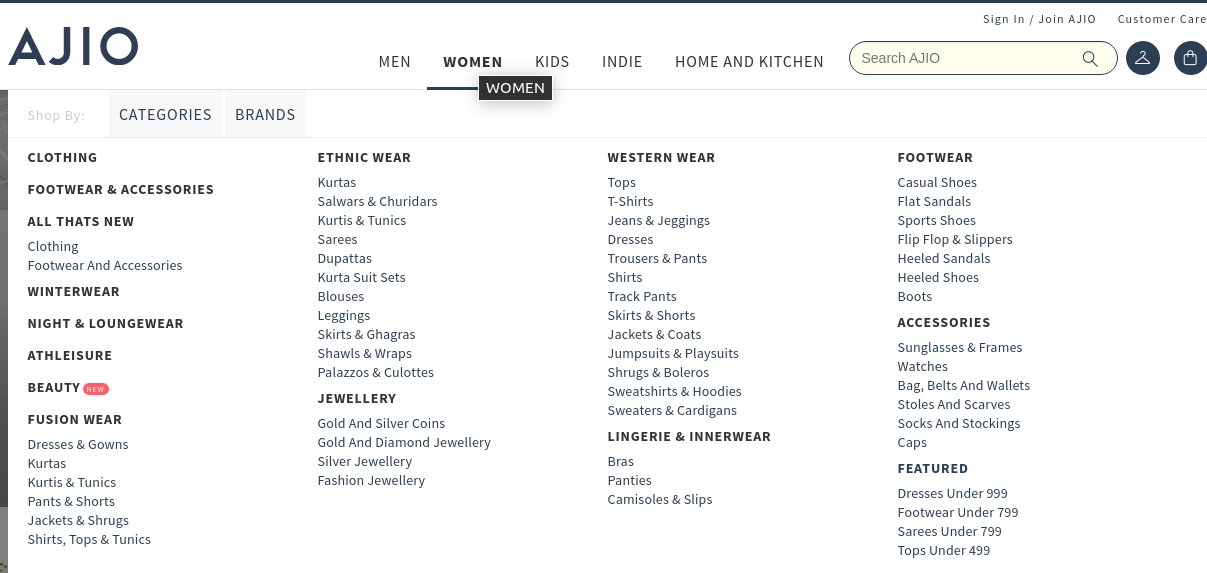 Sign In / Join AJIO Customer Care
AJIO
MEN WOMEN KIDS INDIE HOME AND KITCHEN Search AJIO
WOMEN
Shop By: CATEGORIES BRANDS
CLOTHING
FOOTWEAR & ACCESSORIES
ALL THATS NEW
Clothing
Footwear And Accessories
WINTERWEAR
NIGHT & LOUNGEWEAR
ATHLEISURE
BEAUTY NEW
FUSION WEAR
Dresses & Gowns
Kurtas
Kurtis & Tunics
Pants & Shorts
Jackets & Shrugs
Shirts, Tops & Tunics
ETHNIC WEAR
Kurtas
Salwars & Churidars
Kurtis & Tunics
Sarees
Dupattas
Kurta Suit Sets
Blouses
Leggings
Skirts & Ghagras
Shawls & Wraps
Palazzos & Culottes
JEWELLERY
Gold And Silver Coins
Gold And Diamond Jewellery
Silver Jewellery
Fashion Jewellery
WESTERN WEAR
Tops
T-Shirts
Jeans & Jeggings
Dresses
Trousers & Pants
Shirts
Track Pants
Skirts & Shorts
Jackets & Coats
Jumpsuits & Playsuits
Shrugs & Boleros
Sweatshirts & Hoodies
Sweaters & Cardigans
LINGERIE & INNERWEAR
Bras
Panties
Camisoles & Slips
FOOTWEAR
Casual Shoes
Flat Sandals
Sports Shoes
Flip Flop & Slippers
Heeled Sandals
Heeled Shoes
Boots
ACCESSORIES
Sunglasses & Frames
Watches
Bag, Belts And Wallets
Stoles And Scarves
Socks And Stockings
Caps
FEATURED
Dresses Under 999
Footwear Under 799
Sarees Under 799
Tops Under 499